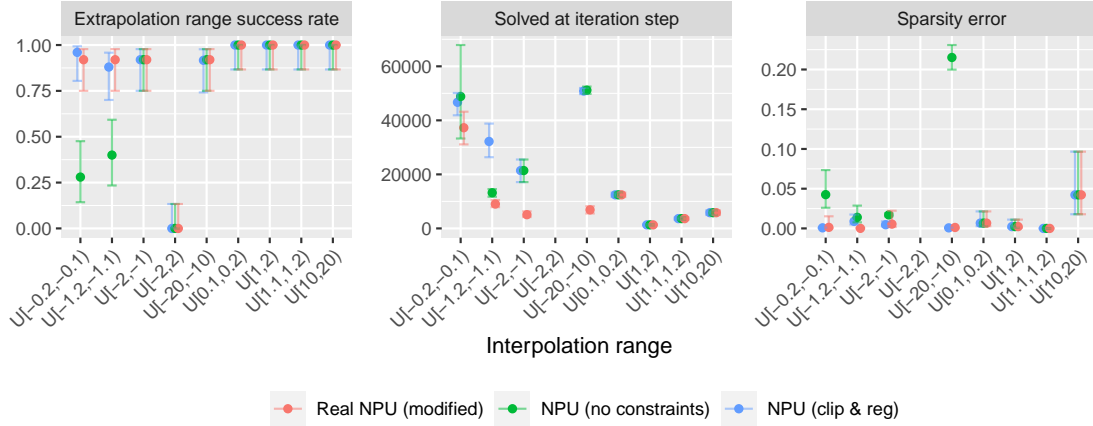 Extrapolation range success rate
Solved at iteration step
Sparsity error
1.00
0.75
0.50
0.25
0.00
60000
40000
20000
0
0.20
0.15
0.10
0.05
0.00
U[−0.2,−0.1)
U[−1.2,−1.1)
U[−2,−1)
U[−2,2)
U[−20,−10)
U[0.1,0.2)
U[1,2)
U[1.1,1.2)
U[10,20)
U[−0.2,−0.1)
U[−1.2,−1.1)
U[−2,−1)
U[−2,2)
U[−20,−10)
U[0.1,0.2)
U[1,2)
U[1.1,1.2)
U[10,20)
U[−0.2,−0.1)
U[−1.2,−1.1)
U[−2,−1)
U[−2,2)
U[−20,−10)
U[0.1,0.2)
U[1,2)
U[1.1,1.2)
U[10,20)
Interpolation range
Real NPU (modified)
NPU (no constraints)
NPU (clip & reg)